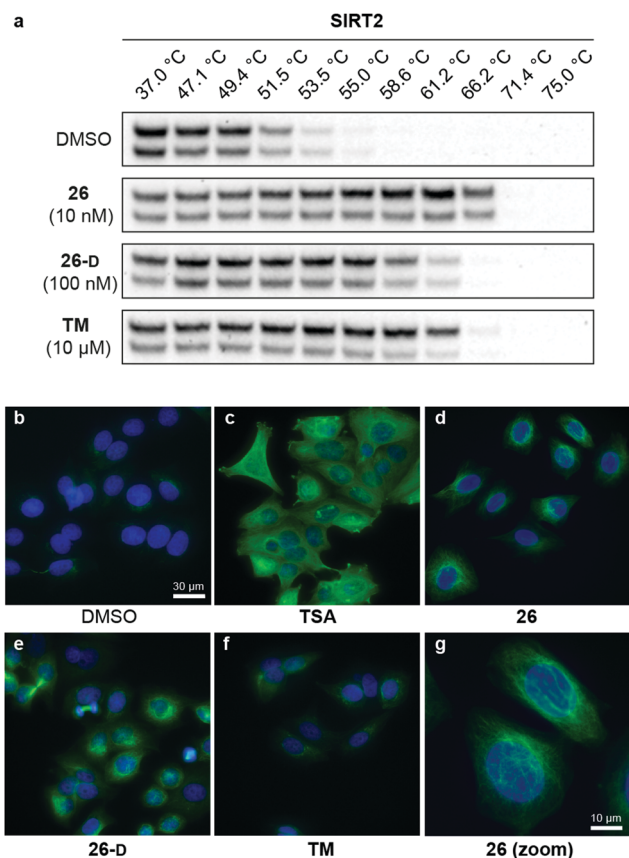 a
SIRT2
37.0 °C 47.1 °C 49.4 °C 51.5 °C 53.5 °C 55.0 °C 58.6 °C 61.2 °C 66.2 °C 71.4 °C 75.0 °C
DMSO
26
(10 nM)
26-D
(100 nM)
TM
(10 µM)
b c d
30 µm
DMSO TSA 26
e f g
10 µm
26-D TM 26 (zoom)